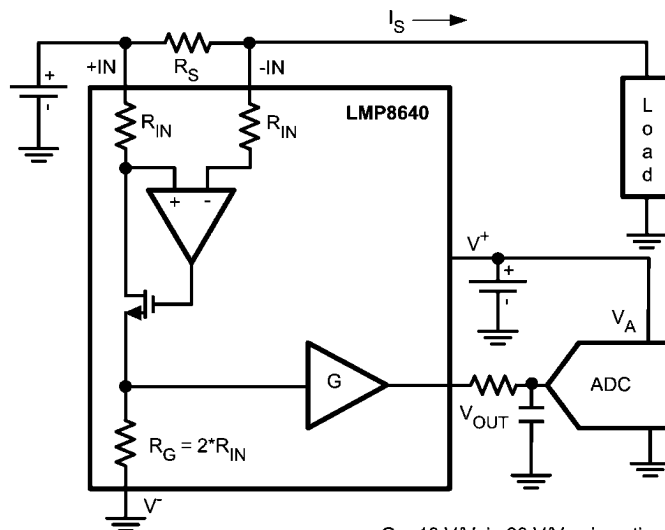 I_S
+
-
+IN
R_S
-IN
LMP8640
R_IN
R_IN
L
o
a
d
+ -
V⁺
+
-
V_A
G
ADC
V_OUT
R_G = 2*R_IN
V⁻